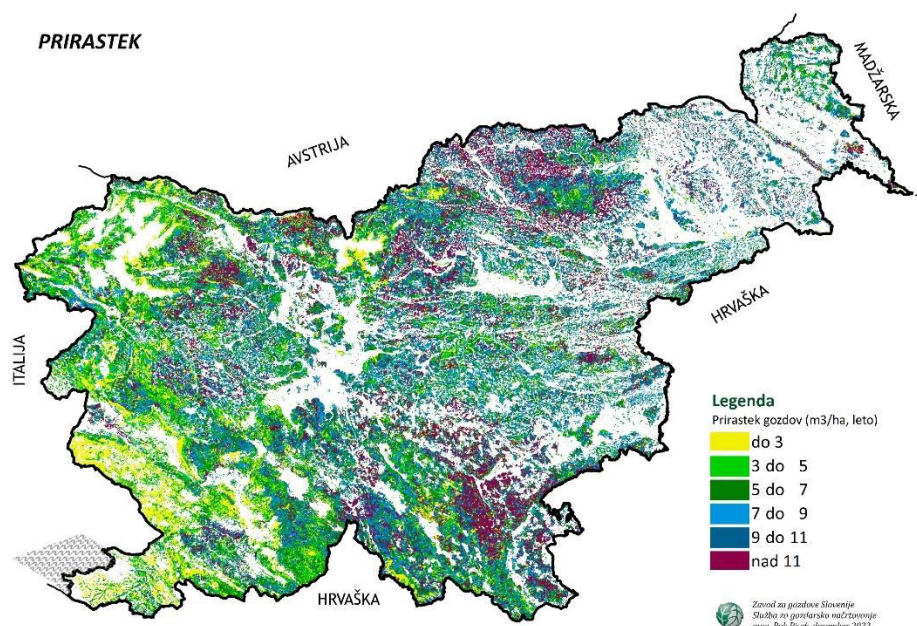 PRIRASTEK
MADŽARSKA
AVSTRIJA
HRVAŠKA
ITALIJA
Legenda
Prirastek gozdov (m3/ha, leto)
do 3
3 do 5
5 do 7
7 do 9
9 do 11
nad 11
HRVAŠKA
Zavod za gozdove Slovenije
Služba za gozdarsko načrtovanje